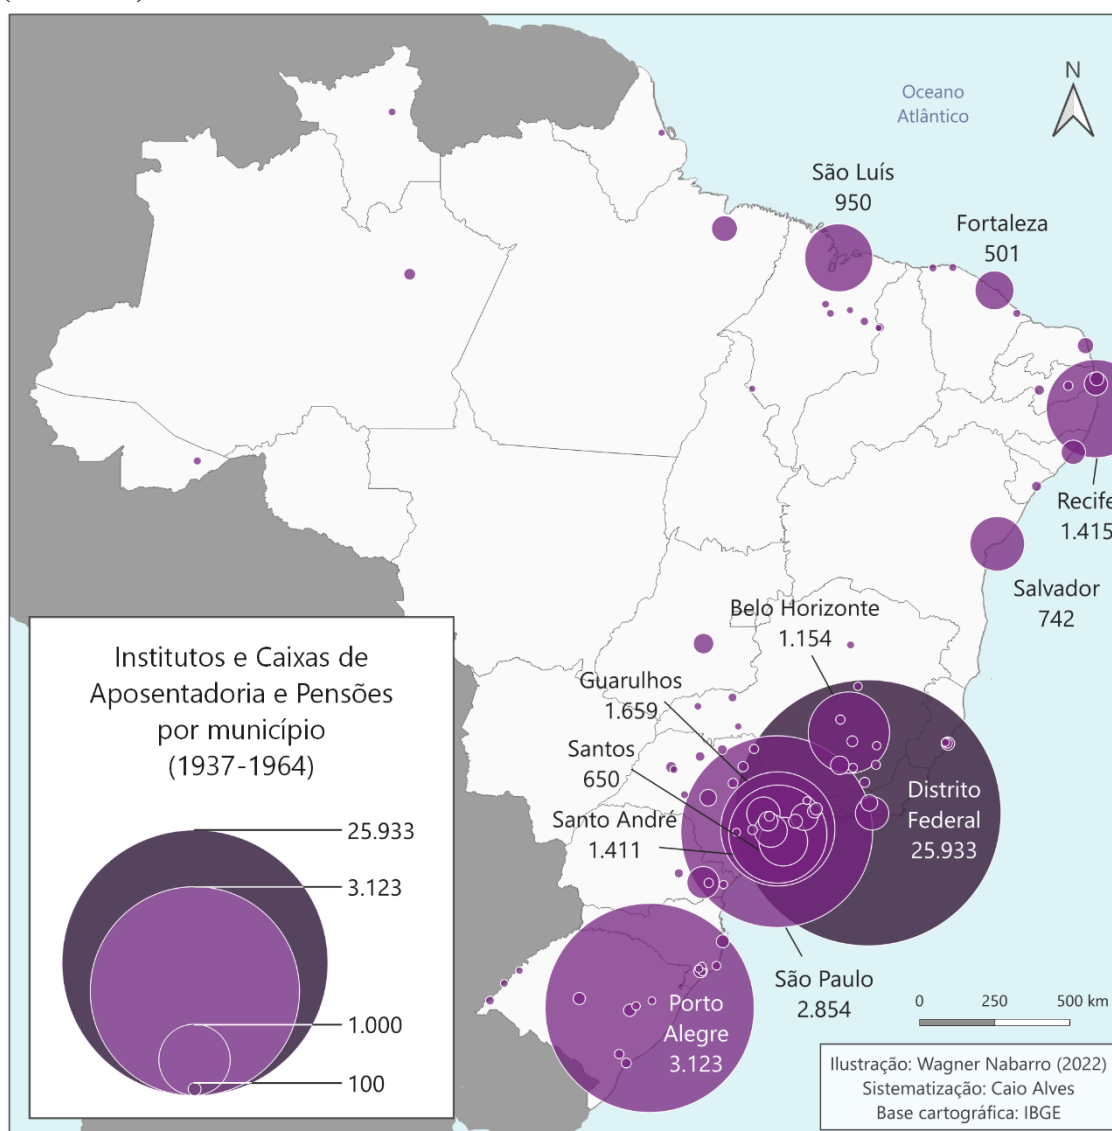 N
Oceano
Atlântico
São Luís
950
Fortaleza
501
Recife
1.415
Salvador
742
Belo Horizonte
1.154
Guarulhos
1.659
Santos
650
Santo André
1.411
Distrito
Federal
25.933
São Paulo
2.854
Porto
Alegre
3.123
Institutos e Caixas de
Aposentadoria e Pensões
por município
(1937-1964)
25.933
3.123
1.000
100
0 250 500 km
Ilustração: Wagner Nabarro (2022)
Sistematização: Caio Alves
Base cartográfica: IBGE